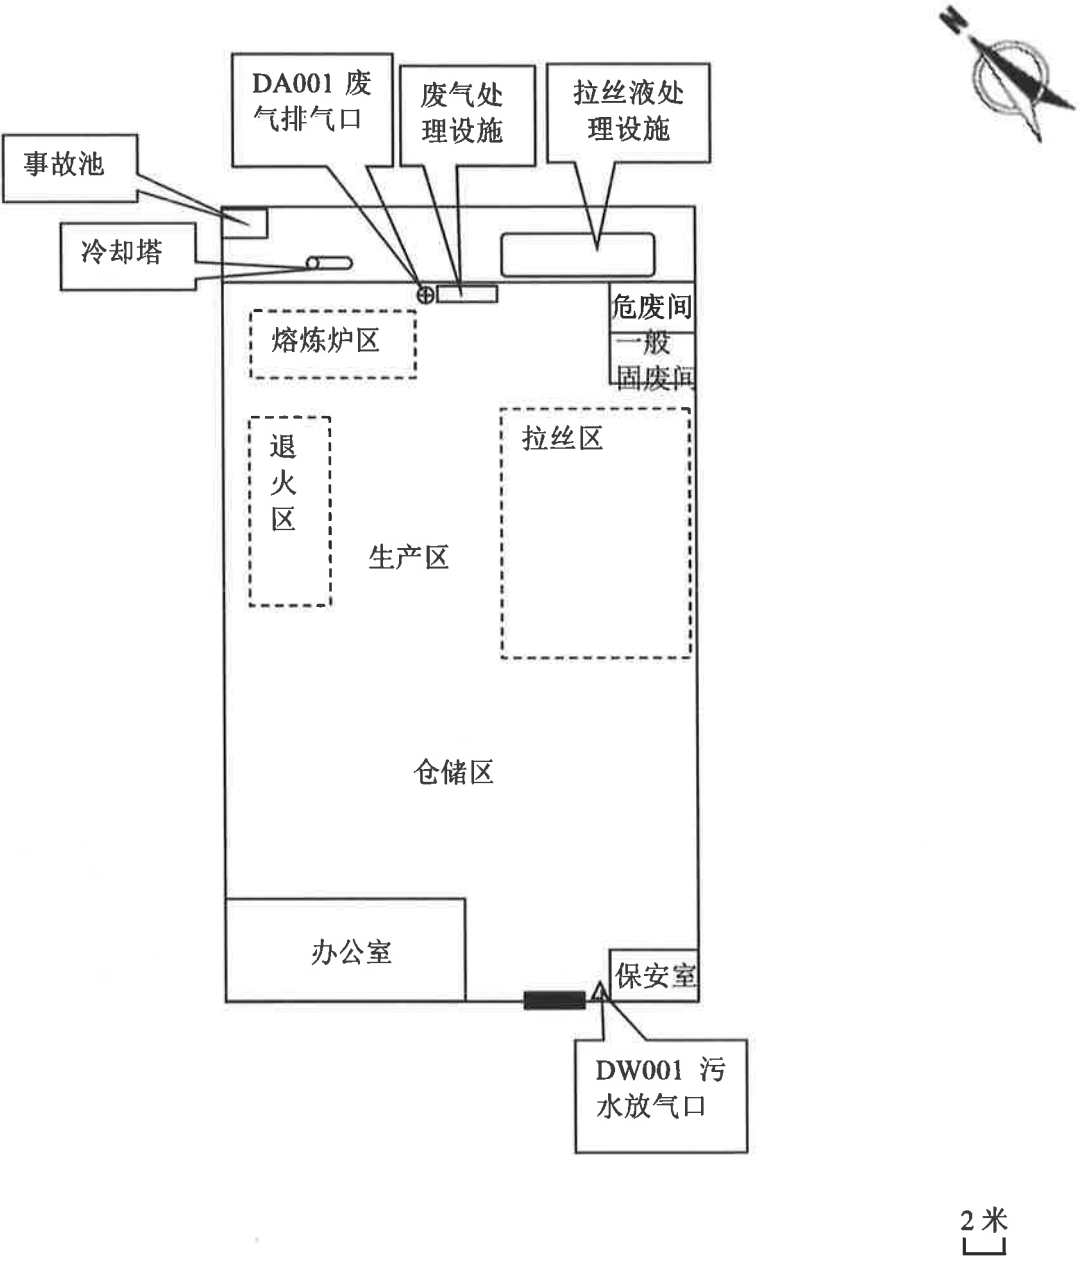 N
DA001 废
气排气口
废气处
理设施
拉丝液处
理设施
事故池
冷却塔
危废间
一般
固废间
熔炼炉区
退
火
区
拉丝区
生产区
仓储区
办公室
保安室
DW001 污
水放气口
2 米